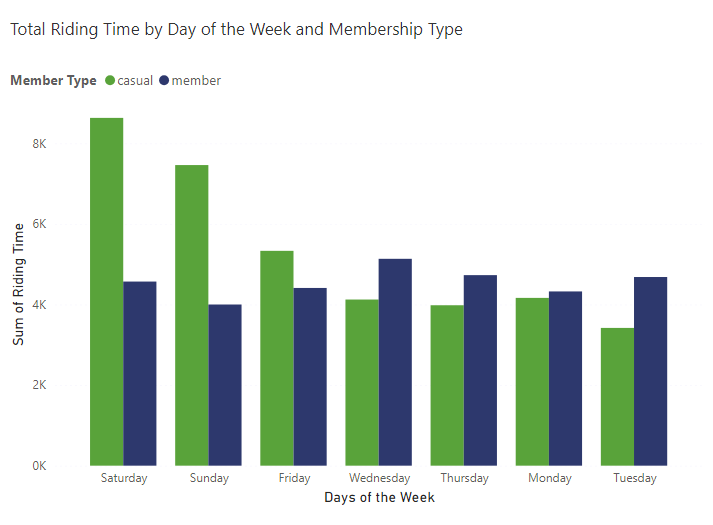 Total Riding Time by Day of the Week and Membership Type
Member Type casual member
8K
6K
4K
2K
0K
Sum of Riding Time
Saturday Sunday Friday Wednesday Thursday Monday Tuesday
Days of the Week